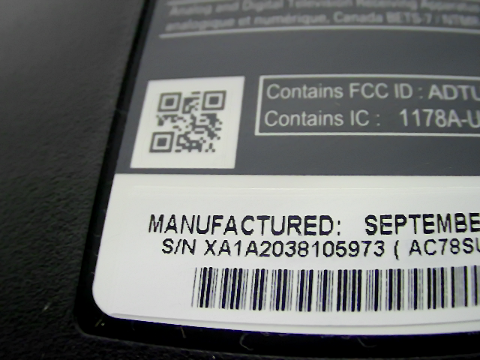 Analog and Digital Television Receiving Apparatus
analogique et numérique, Canada BETS-7 / NTMR
Contains FCC ID : ADTU
Contains IC : 1178A-U
MANUFACTURED: SEPTEMBE
S/N XA1A2038105973 ( AC78SU